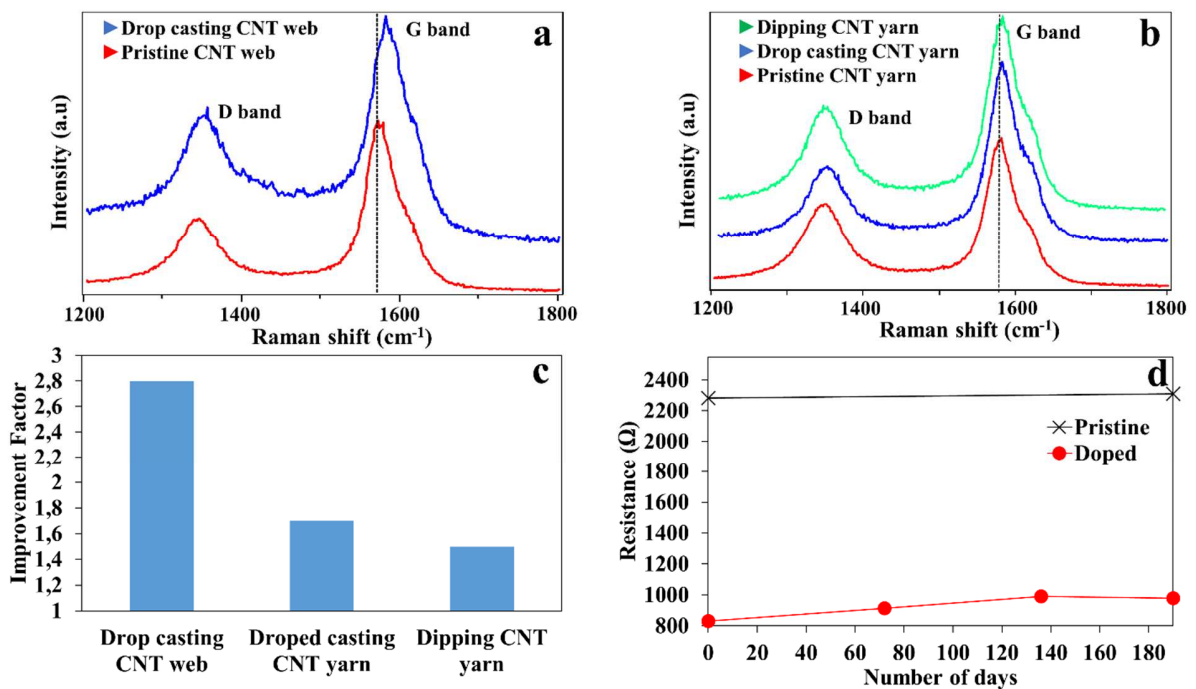 a
▶Drop casting CNT web
▶Pristine CNT web
G band
D band
Intensity (a.u)
1200 1400 1600 1800
Raman shift (cm⁻¹)
b
▶Dipping CNT yarn
▶Drop casting CNT yarn
▶Pristine CNT yarn
G band
D band
Intensity (a.u)
1200 1400 1600 1800
Raman shift (cm⁻¹)
c
Improvement Factor
3
2,8
2,6
2,4
2,2
2
1,8
1,6
1,4
1,2
1
Drop casting CNT web
Droped casting CNT yarn
Dipping CNT yarn
d
Resistance (Ω)
2400
2200
2000
1800
1600
1400
1200
1000
800
Pristine
Doped
0 20 40 60 80 100 120 140 160 180
Number of days